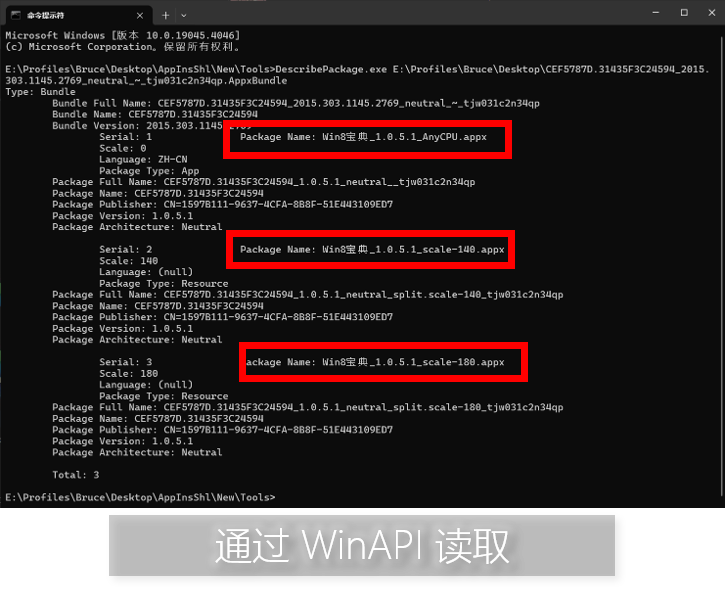 命令提示符
Microsoft Windows [版本 10.0.19045.4046]
(c) Microsoft Corporation。保留所有权利。
E:\Profiles\Bruce\Desktop\AppInsShl\New\Tools>DescribePackage.exe E:\Profiles\Bruce\Desktop\CEF5787D.31435F3C24594_2015.
303.1145.2769_neutral_~_tjw031c2n34qp.AppxBundle
Type: Bundle
Bundle Full Name: CEF5787D.31435F3C24594_2015.303.1145.2769_neutral_~_tjw031c2n34qp
Bundle Name: CEF5787D.31435F3C24594
Bundle Version: 2015.303.1145.2769
Serial: 1 Package Name: Win8宝典_1.0.5.1_AnyCPU.appx
Scale: 0
Language: ZH-CN
Package Type: App
Package Full Name: CEF5787D.31435F3C24594_1.0.5.1_neutral__tjw031c2n34qp
Package Name: CEF5787D.31435F3C24594
Package Publisher: CN=1597B111-9637-4CFA-8B8F-51E443109ED7
Package Version: 1.0.5.1
Package Architecture: Neutral
Serial: 2 Package Name: Win8宝典_1.0.5.1_scale-140.appx
Scale: 140
Language: (null)
Package Type: Resource
Package Full Name: CEF5787D.31435F3C24594_1.0.5.1_neutral_split.scale-140_tjw031c2n34qp
Package Name: CEF5787D.31435F3C24594
Package Publisher: CN=1597B111-9637-4CFA-8B8F-51E443109ED7
Package Version: 1.0.5.1
Package Architecture: Neutral
Serial: 3 ackage Name: Win8宝典_1.0.5.1_scale-180.appx
Scale: 180
Language: (null)
Package Type: Resource
Package Full Name: CEF5787D.31435F3C24594_1.0.5.1_neutral_split.scale-180_tjw031c2n34qp
Package Name: CEF5787D.31435F3C24594
Package Publisher: CN=1597B111-9637-4CFA-8B8F-51E443109ED7
Package Version: 1.0.5.1
Package Architecture: Neutral
Total: 3
E:\Profiles\Bruce\Desktop\AppInsShl\New\Tools>
通过 WinAPI 读取